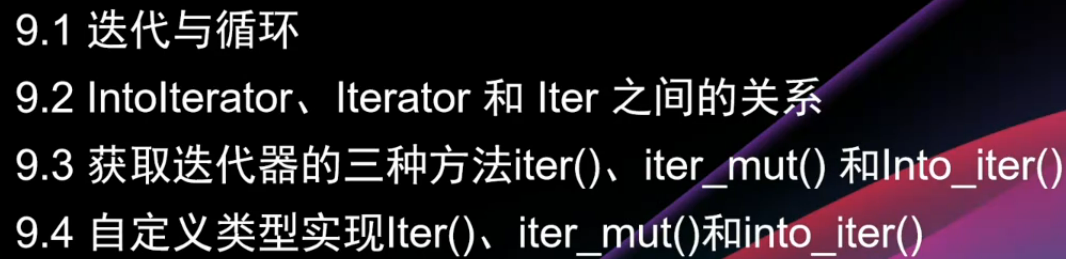 9.1 迭代与循环
9.2 IntoIterator、Iterator 和 Iter 之间的关系
9.3 获取迭代器的三种方法iter()、iter_mut() 和Into_iter()
9.4 自定义类型实现Iter()、iter_mut()和into_iter()